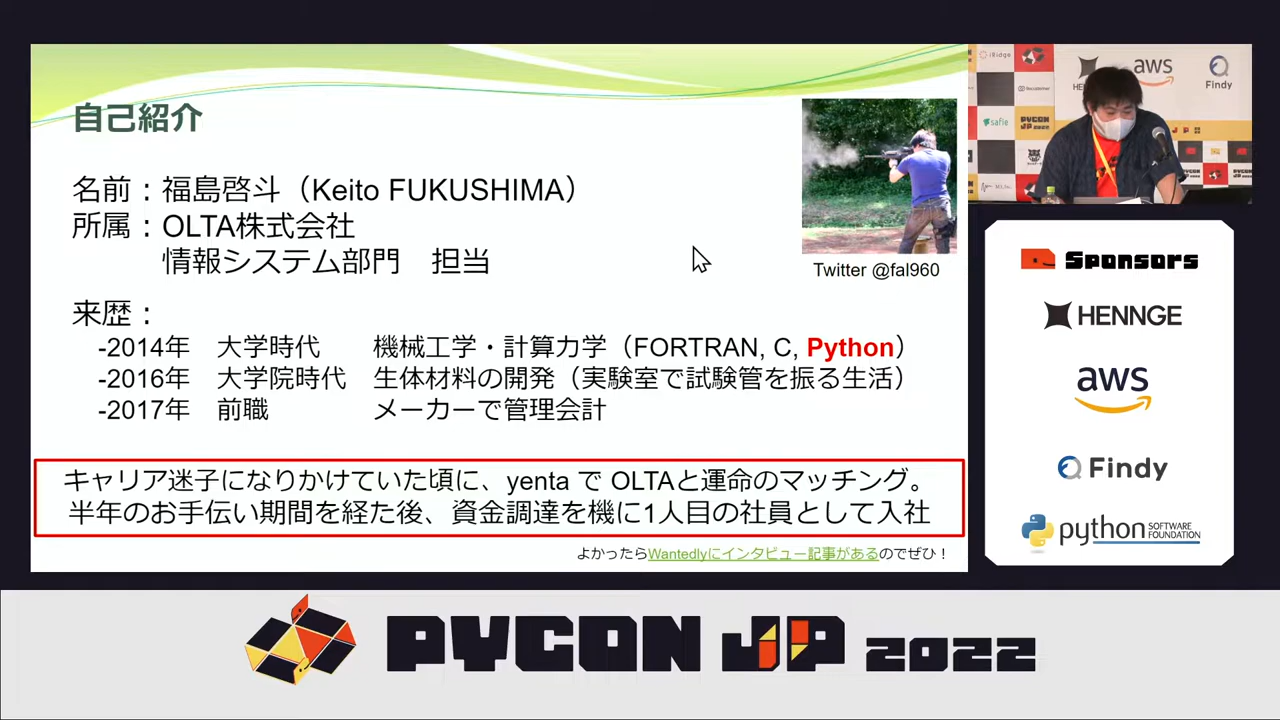 自己紹介
名前：福島啓斗（Keito FUKUSHIMA）
所属：OLTA株式会社
情報システム部門　担当
Twitter @fal960
来歴：
-2014年　大学時代　機械工学・計算力学（FORTRAN, C, Python）
-2016年　大学院時代　生体材料の開発（実験室で試験管を振る生活）
-2017年　前職　メーカーで管理会計
キャリア迷子になりかけていた頃に、yenta で OLTAと運命のマッチング。
半年のお手伝い期間を経た後、資金調達を機に1人目の社員として入社
よかったらWantedlyにインタビュー記事があるのでぜひ！
iRidge
aws
Findy
safie
PYCON JP 2022
Sponsors
HENNGE
aws
Findy
python SOFTWARE FOUNDATION
PYCON JP 2022